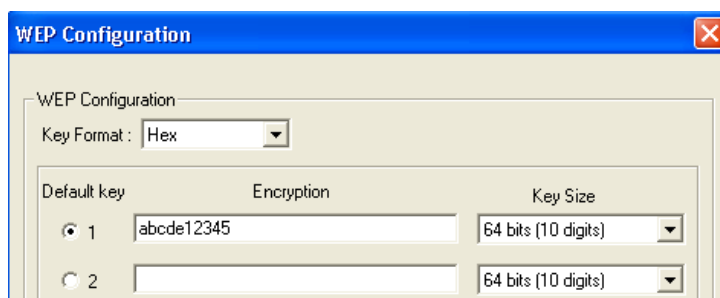 WEP Configuration
WEP Configuration
Key Format : Hex
Default key Encryption Key Size
1 abcde12345 64 bits (10 digits)
2 64 bits (10 digits)